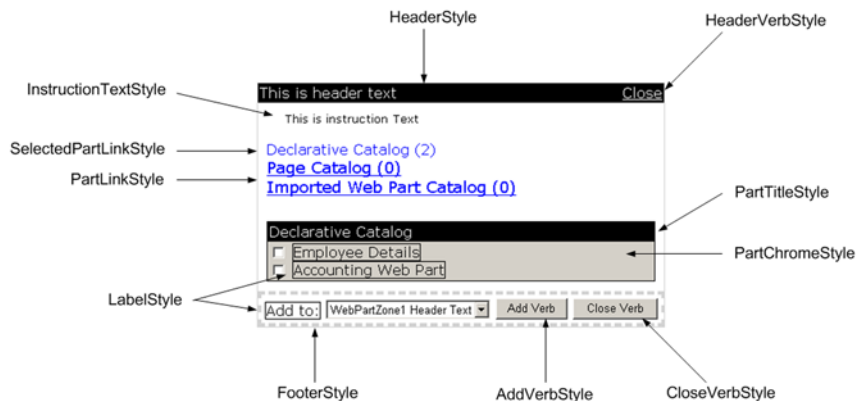 HeaderStyle
HeaderVerbStyle
InstructionTextStyle
This is header text Close
This is instruction Text
SelectedPartLinkStyle
Declarative Catalog (2)
PartLinkStyle
Page Catalog (0)
Imported Web Part Catalog (0)
PartTitleStyle
Declarative Catalog
Employee Details
PartChromeStyle
Accounting Web Part
LabelStyle
Add to: WebPartZone1 Header Text Add Verb Close Verb
FooterStyle
AddVerbStyle
CloseVerbStyle